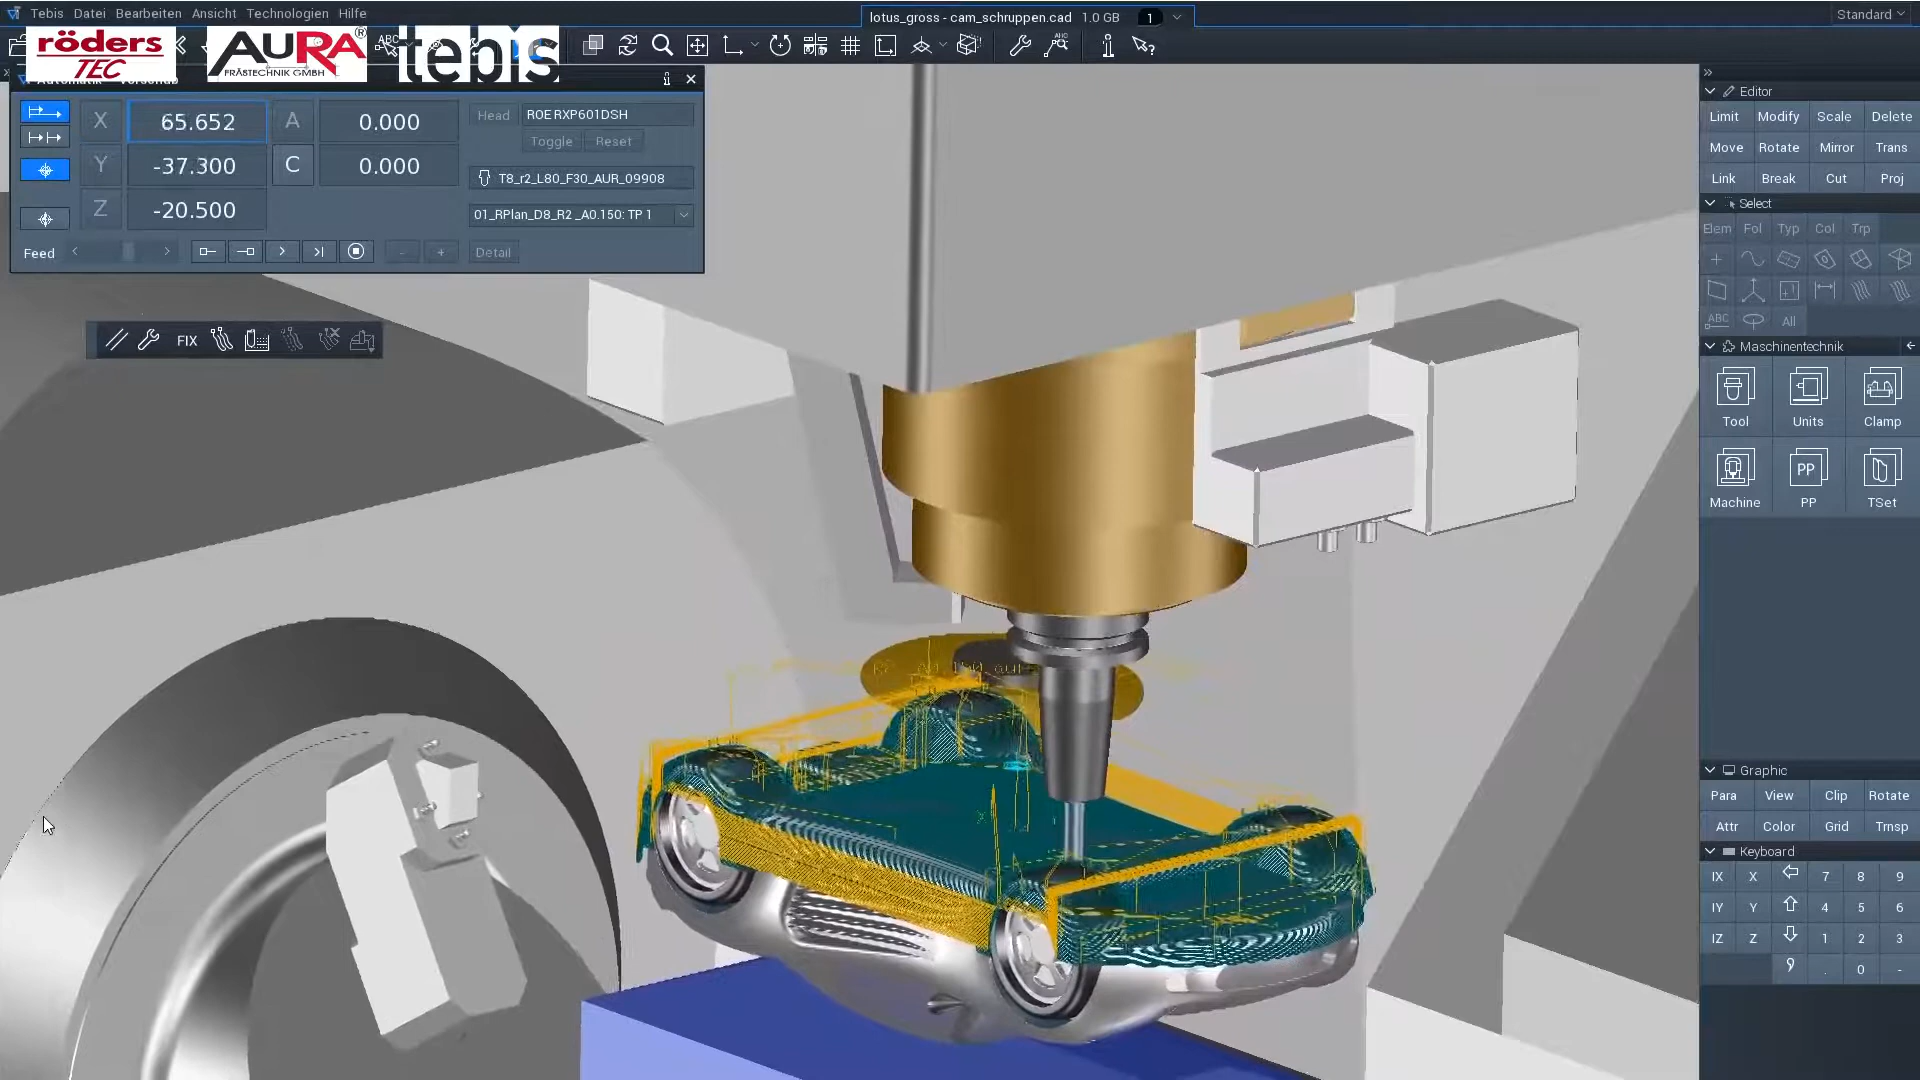 Tebis Datei Bearbeiten Ansicht Technologien Hilfe
lotus_gross - cam_schruppen.cad 1.0 GB 1
Standard
röders
TEC
AURA®
FRÄSTECHNIK GMBH
tebis
X 65.652 A 0.000
Y -37.300 C 0.000
Z -20.500
Head ROE RXP601DSH
Toggle Reset
T8_r2_L80_F30_AUR_09908
01_RPlan_D8_R2 _A0.150: TP 1
Feed - + Detail
FIX
Editor
Limit Modify Scale Delete
Move Rotate Mirror Trans
Link Break Cut Proj
Select
Elem Fol Typ Col Trp
ABC All
Maschinentechnik
Tool Units Clamp
Machine PP TSet
PP
Graphic
Para View Clip Rotate
Attr Color Grid Trnsp
Keyboard
IX X 7 8 9
IY Y 4 5 6
IZ Z 1 2 3
. 0 -